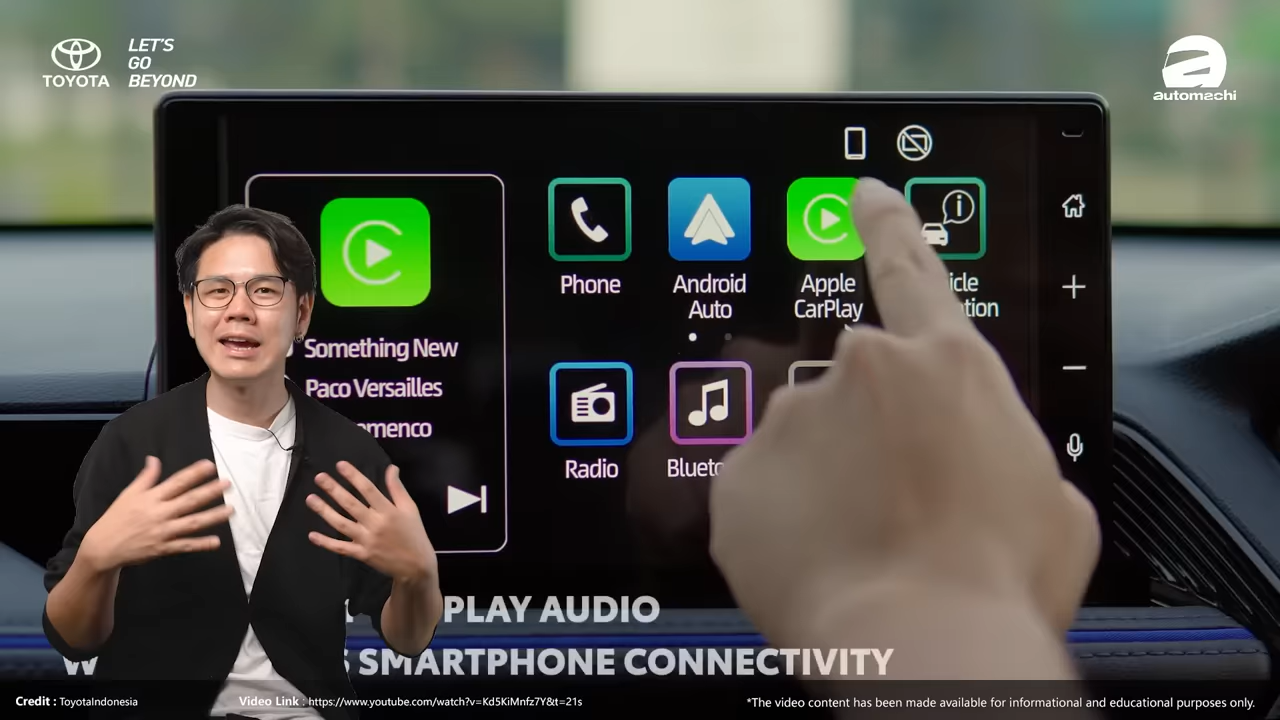 TOYOTA
LET'S
GO
BEYOND
automachi
Phone
Android
Auto
Apple
CarPlay
Something New
Paco Versailles
Radio
PLAY AUDIO
SMARTPHONE CONNECTIVITY
Credit : ToyotaIndonesia
Video Link : https://www.youtube.com/watch?v=Kd5KiMnfz7Y&t=21s
*The video content has been made available for informational and educational purposes only.